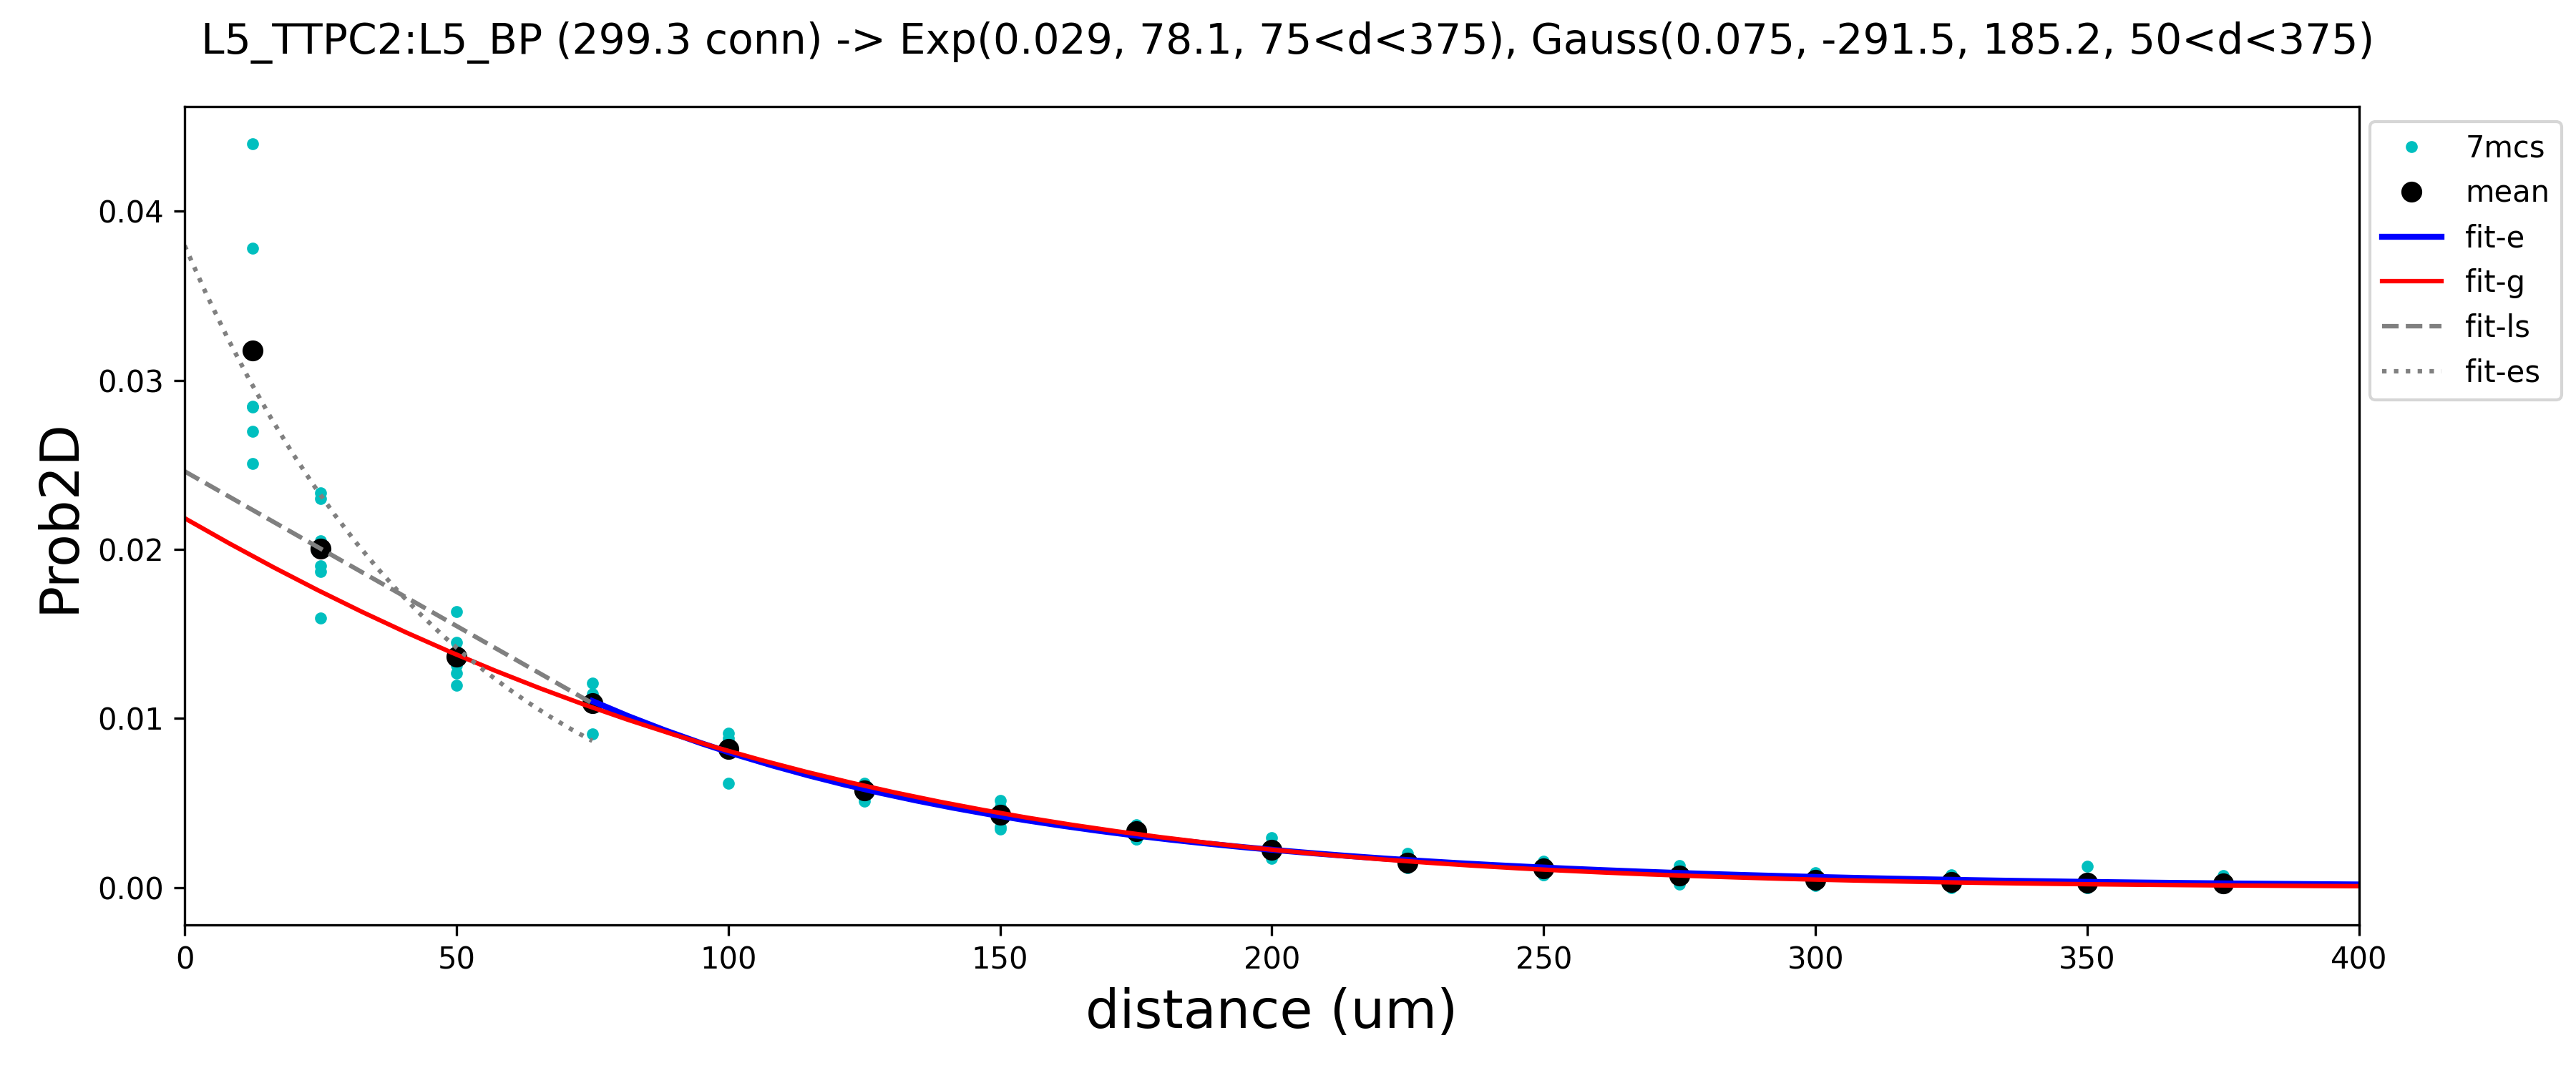 L5_TTPC2:L5_BP (299.3 conn) -> Exp(0.029, 78.1, 75<d<375), Gauss(0.075, -291.5, 185.2, 50<d<375)
7mcs
mean
fit-e
fit-g
fit-ls
fit-es
Prob2D
0.04
0.03
0.02
0.01
0.00
0 50 100 150 200 250 300 350 400
distance (um)